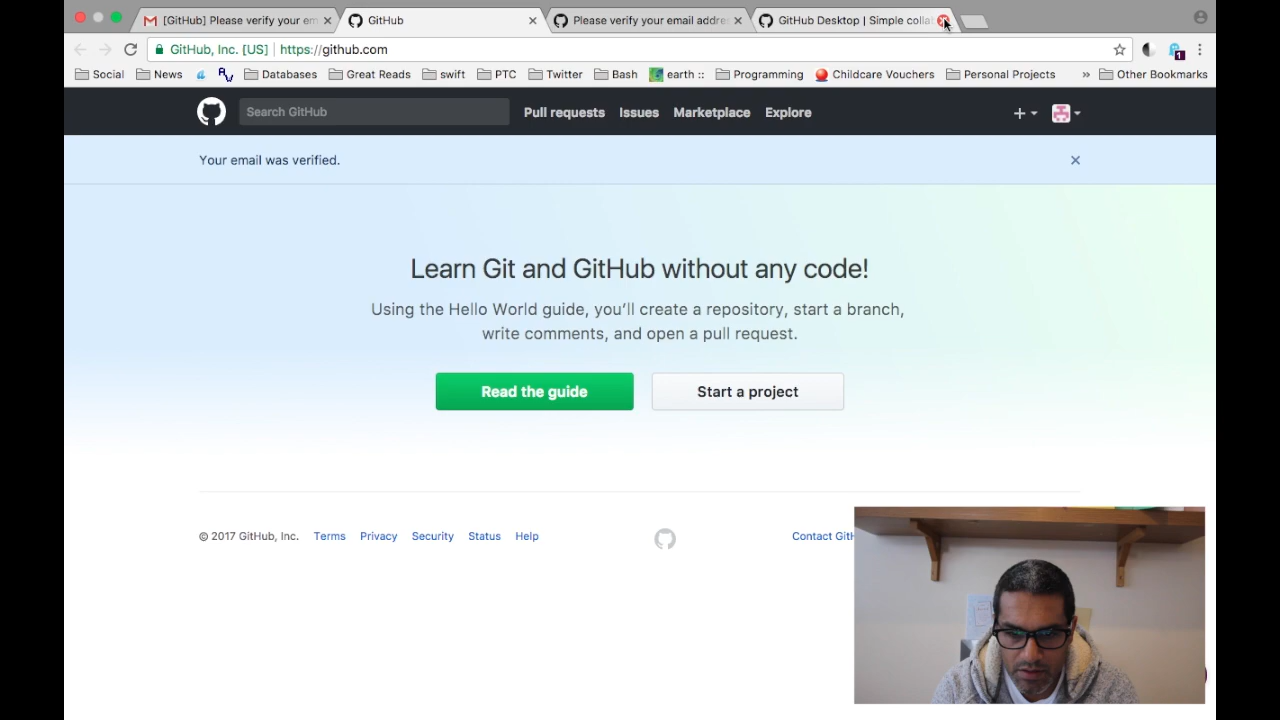 [GitHub] Please verify your em
GitHub
Please verify your email addre
GitHub Desktop | Simple colla
GitHub, Inc. [US]
https://github.com
Social
News
Databases
Great Reads
swift
PTC
Twitter
Bash
earth ::
Programming
Childcare Vouchers
Personal Projects
»
Other Bookmarks
1
Search GitHub
Pull requests
Issues
Marketplace
Explore
Your email was verified.
Learn Git and GitHub without any code!
Using the Hello World guide, you’ll create a repository, start a branch,
write comments, and open a pull request.
Read the guide
Start a project
© 2017 GitHub, Inc.
Terms
Privacy
Security
Status
Help
Contact GitH